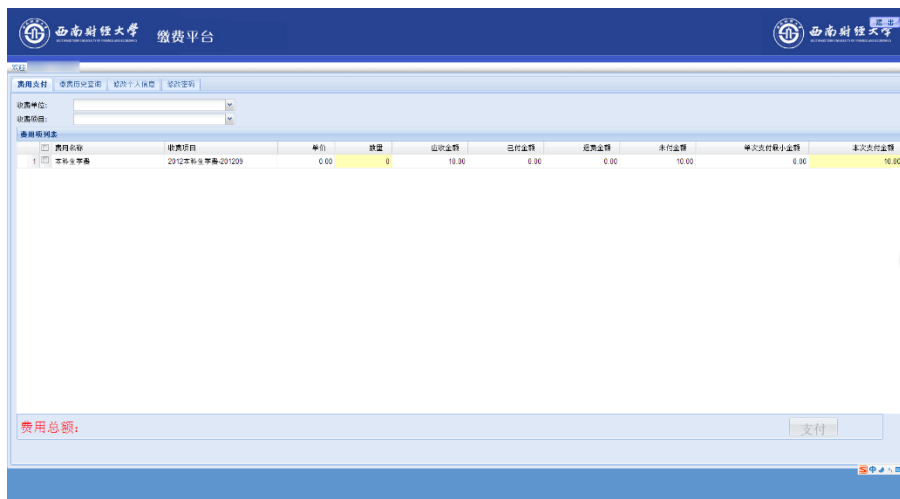 西南财经大学 缴费平台 西南财经大学 退出
欢迎
费用支付 缴费历史查询 修改个人信息 修改密码
收费单位:
收费项目:
费用项列表
费用名称 收费项目 单价 数量 应收金额 已付金额 退费金额 未付金额 单次支付最小金额 本次支付金额
1 本科生学费 2012本科生学费-201209 0.00 0 10.00 0.00 0.00 10.00 0.00 10.00
费用总额: 支付
中